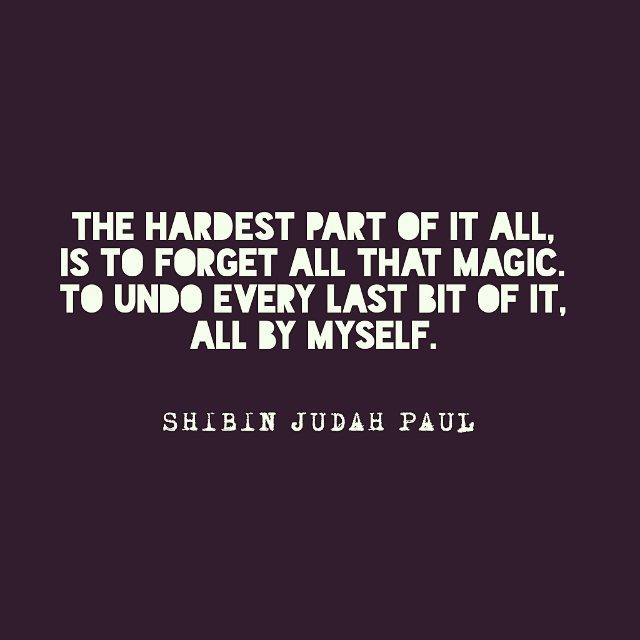 THE HARDEST PART OF IT ALL,
IS TO FORGET ALL THAT MAGIC.
TO UNDO EVERY LAST BIT OF IT,
ALL BY MYSELF.
SHIBIN JUDAH PAUL